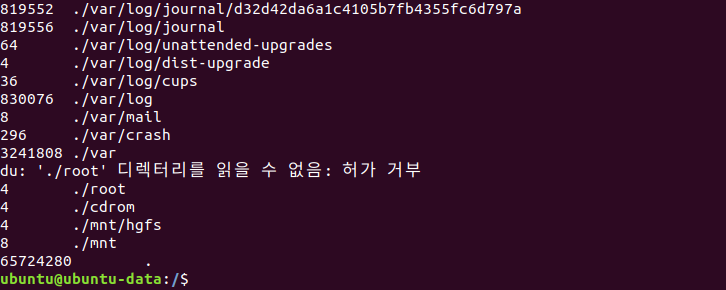 819552  ./var/log/journal/d32d42da6a1c4105b7fb4355fc6d797a
819556  ./var/log/journal
64      ./var/log/unattended-upgrades
4       ./var/log/dist-upgrade
36      ./var/log/cups
830076  ./var/log
8       ./var/mail
296     ./var/crash
3241808 ./var
du: './root' 디렉터리를 읽을 수 없음: 허가 거부
4       ./root
4       ./cdrom
4       ./mnt/hgfs
8       ./mnt
65724280        .
ubuntu@ubuntu-data:/$